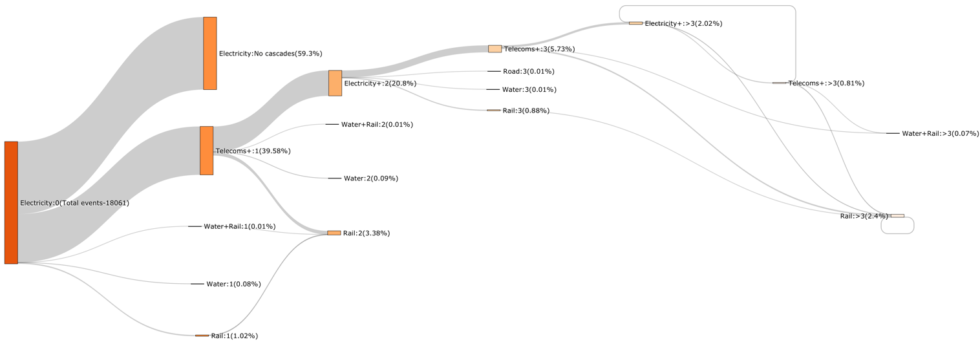 Electricity:No cascades(59.3%)
Electricity:0(Total events-18061)
Telecoms+:1(39.58%)
Water+Rail:1(0.01%)
Water:1(0.08%)
Rail:1(1.02%)
Electricity+:2(20.8%)
Water+Rail:2(0.01%)
Water:2(0.09%)
Rail:2(3.38%)
Telecoms+:3(5.73%)
Road:3(0.01%)
Water:3(0.01%)
Rail:3(0.88%)
Electricity+:>3(2.02%)
Telecoms+:>3(0.81%)
Water+Rail:>3(0.07%)
Rail:>3(2.4%)